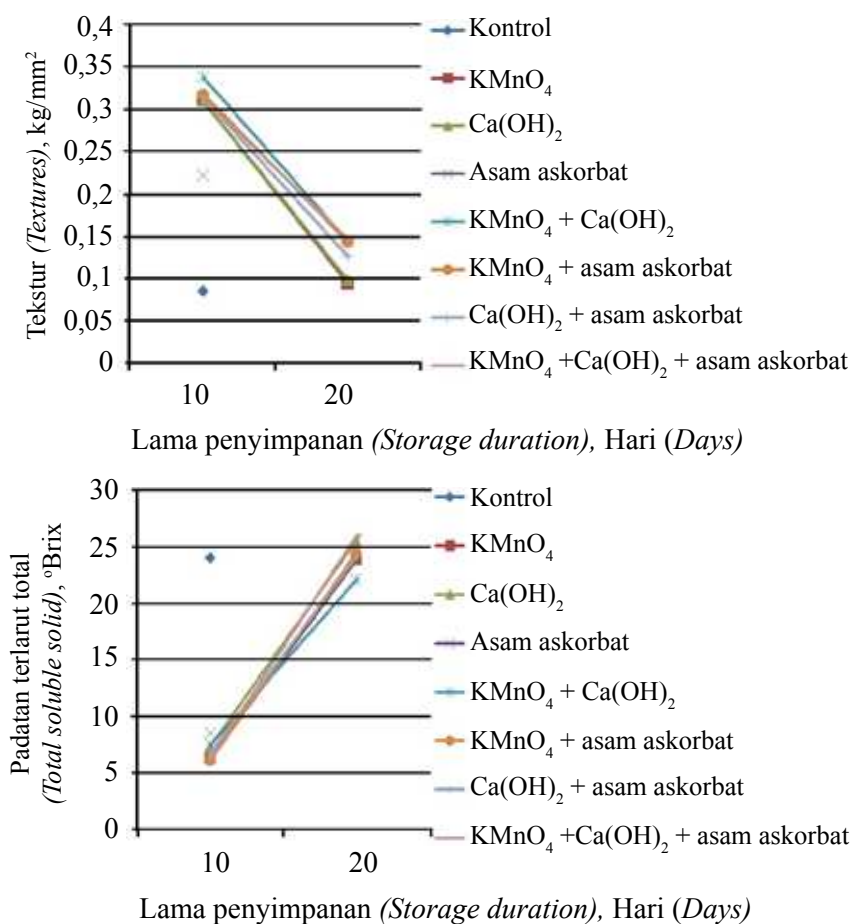 0,4
0,35
0,3
0,25
0,2
0,15
0,1
0,05
0
Tekstur (Textures), kg/mm²
10 20
Lama penyimpanan (Storage duration), Hari (Days)
Kontrol
KMnO₄
Ca(OH)₂
Asam askorbat
KMnO₄ + Ca(OH)₂
KMnO₄ + asam askorbat
Ca(OH)₂ + asam askorbat
KMnO₄ +Ca(OH)₂ + asam askorbat
30
25
20
15
10
5
0
Padatan terlarut total
(Total soluble solid), °Brix
10 20
Lama penyimpanan (Storage duration), Hari (Days)
Kontrol
KMnO₄
Ca(OH)₂
Asam askorbat
KMnO₄ + Ca(OH)₂
KMnO₄ + asam askorbat
Ca(OH)₂ + asam askorbat
KMnO₄ +Ca(OH)₂ + asam askorbat